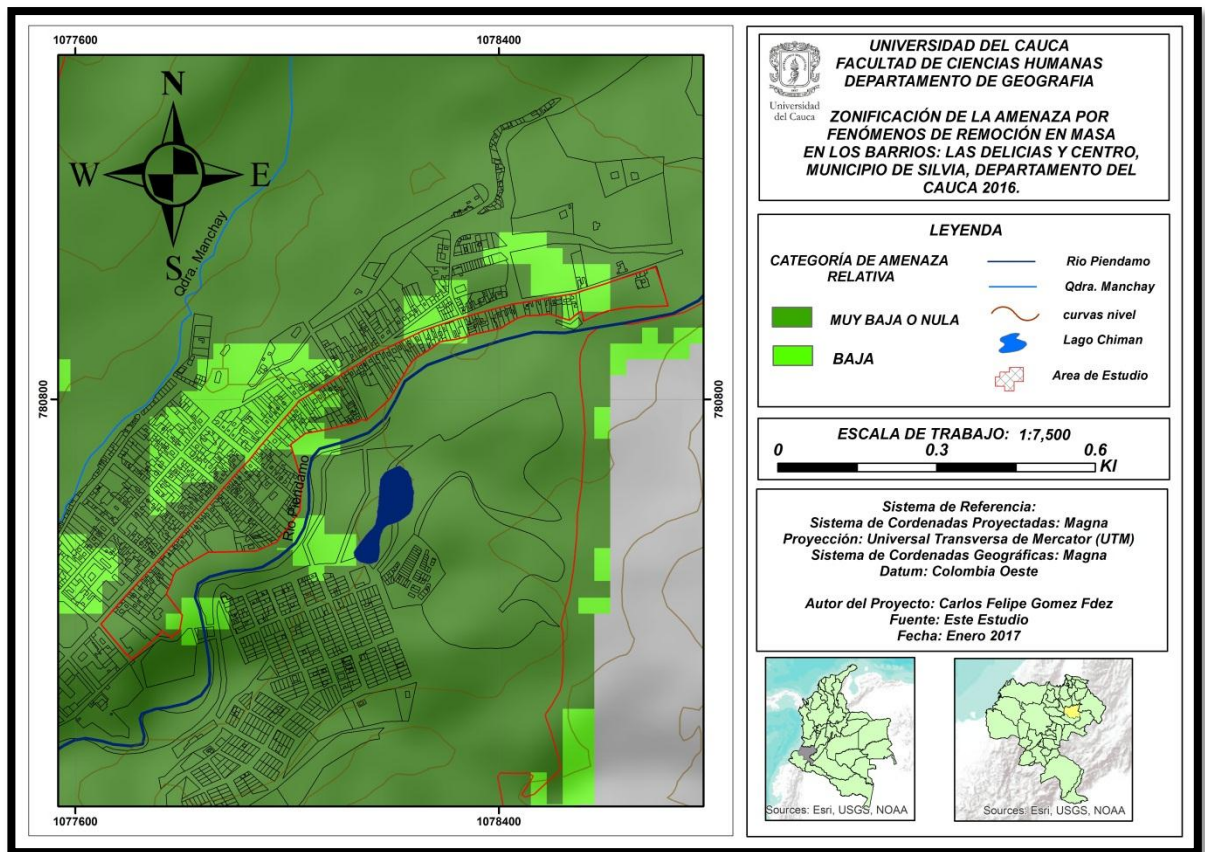 1077600
1078400
N
W
E
S
Qdra. Manchay
Rio Piendamo
780800
780800
1077600
1078400
Universidad
del Cauca
UNIVERSIDAD DEL CAUCA
FACULTAD DE CIENCIAS HUMANAS
DEPARTAMENTO DE GEOGRAFIA
ZONIFICACIÓN DE LA AMENAZA POR
FENÓMENOS DE REMOCIÓN EN MASA
EN LOS BARRIOS: LAS DELICIAS Y CENTRO,
MUNICIPIO DE SILVIA, DEPARTAMENTO DEL
CAUCA 2016.
LEYENDA
CATEGORÍA DE AMENAZA
RELATIVA
MUY BAJA O NULA
BAJA
Rio Piendamo
Qdra. Manchay
curvas nivel
Lago Chiman
Area de Estudio
ESCALA DE TRABAJO: 1:7,500
0 0.3 0.6
Kl
Sistema de Referencia:
Sistema de Cordenadas Proyectadas: Magna
Proyección: Universal Transversa de Mercator (UTM)
Sistema de Cordenadas Geográficas: Magna
Datum: Colombia Oeste
Autor del Proyecto: Carlos Felipe Gomez Fdez
Fuente: Este Estudio
Fecha: Enero 2017
Sources: Esri, USGS, NOAA
Sources: Esri, USGS, NOAA